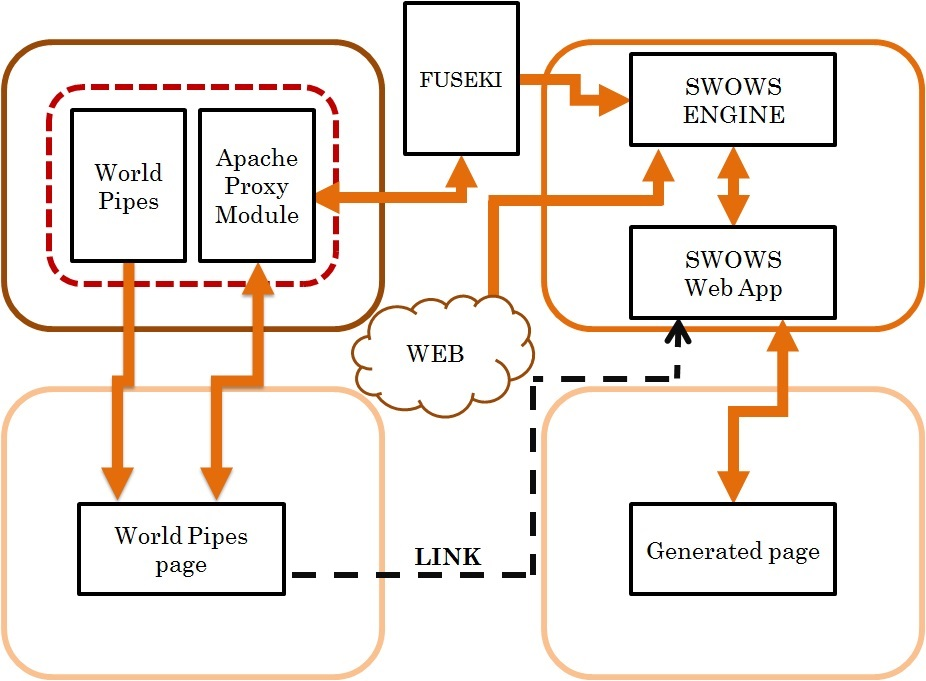 FUSEKI
SWOWS
ENGINE
World
Pipes
Apache
Proxy
Module
SWOWS
Web App
WEB
World Pipes
page
LINK
Generated page